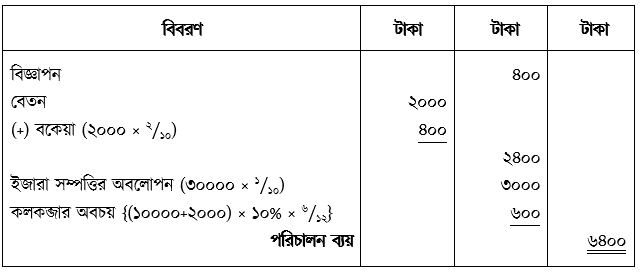 বিবরণ টাকা টাকা টাকা
বিজ্ঞাপন ৪০০
বেতন ২০০০
(+) বকেয়া (২০০০ × ২/১০) ৪০০
২৪০০
ইজারা সম্পত্তির অবলোপন (৩০০০০ × ১/১০) ৩০০০
কলকব্জার অবচয় {(১০০০০+২০০০) × ১০% × ৬/১২} ৬০০
পরিচালন ব্যয় ৬৪০০